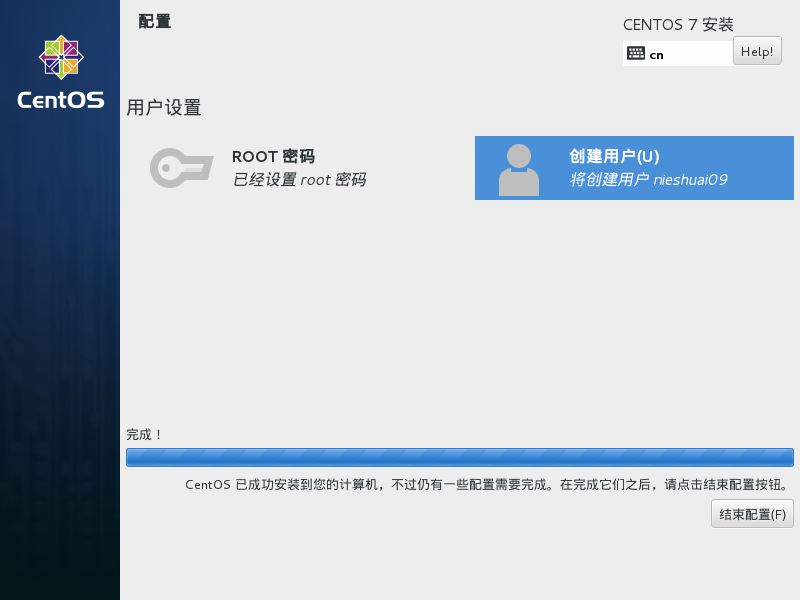 配置
CENTOS 7 安装
cn
Help!
CentOS
用户设置
ROOT 密码
已经设置 root 密码
创建用户(U)
将创建用户 nieshuai09
完成！
CentOS 已成功安装到您的计算机，不过仍有一些配置需要完成。在完成它们之后，请点击结束配置按钮。
结束配置(F)